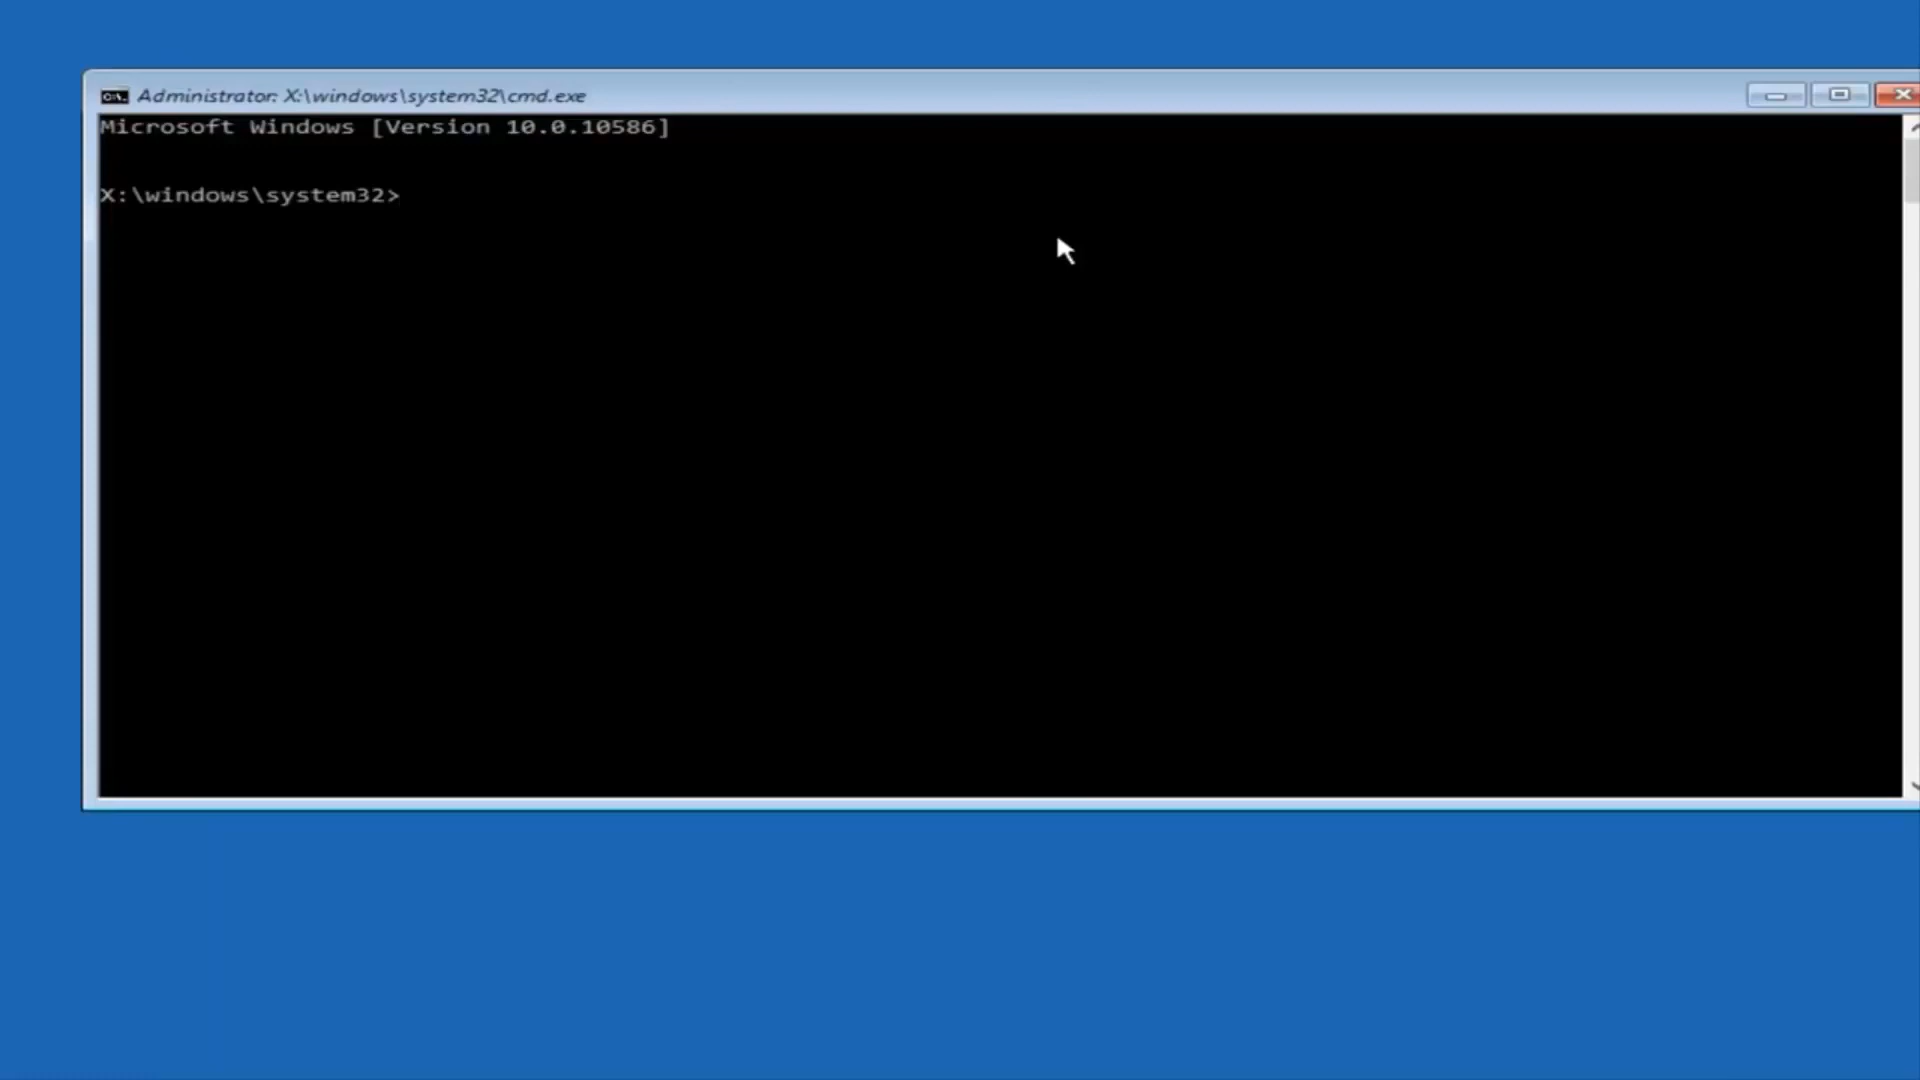 Administrator: X:\windows\system32\cmd.exe
Microsoft Windows [Version 10.0.10586]
X:\windows\system32>